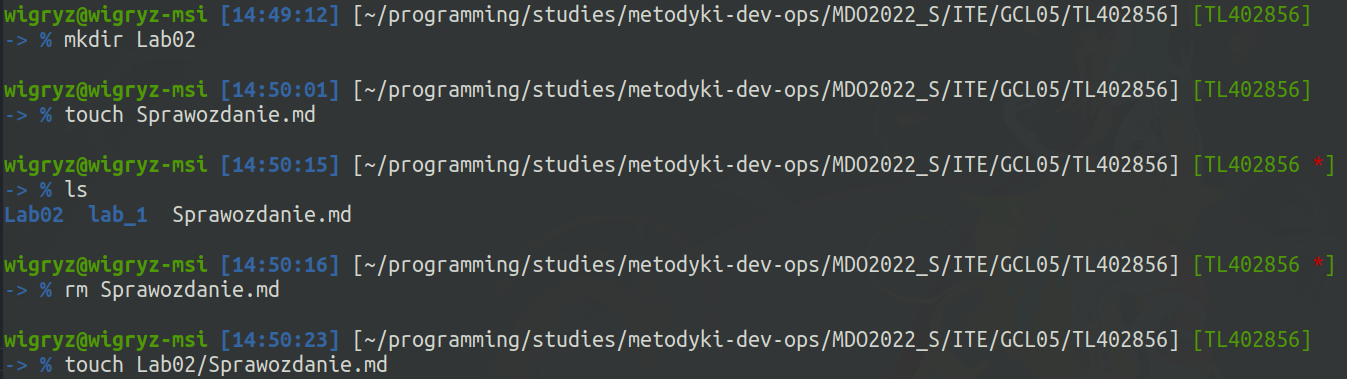 wigryz@wigryz-msi [14:49:12] [~/programming/studies/metodyki-dev-ops/MDO2022_S/ITE/GCL05/TL402856] [TL402856]
-> % mkdir Lab02
wigryz@wigryz-msi [14:50:01] [~/programming/studies/metodyki-dev-ops/MDO2022_S/ITE/GCL05/TL402856] [TL402856]
-> % touch Sprawozdanie.md
wigryz@wigryz-msi [14:50:15] [~/programming/studies/metodyki-dev-ops/MDO2022_S/ITE/GCL05/TL402856] [TL402856 *]
-> % ls
Lab02  lab_1  Sprawozdanie.md
wigryz@wigryz-msi [14:50:16] [~/programming/studies/metodyki-dev-ops/MDO2022_S/ITE/GCL05/TL402856] [TL402856 *]
-> % rm Sprawozdanie.md
wigryz@wigryz-msi [14:50:23] [~/programming/studies/metodyki-dev-ops/MDO2022_S/ITE/GCL05/TL402856] [TL402856]
-> % touch Lab02/Sprawozdanie.md